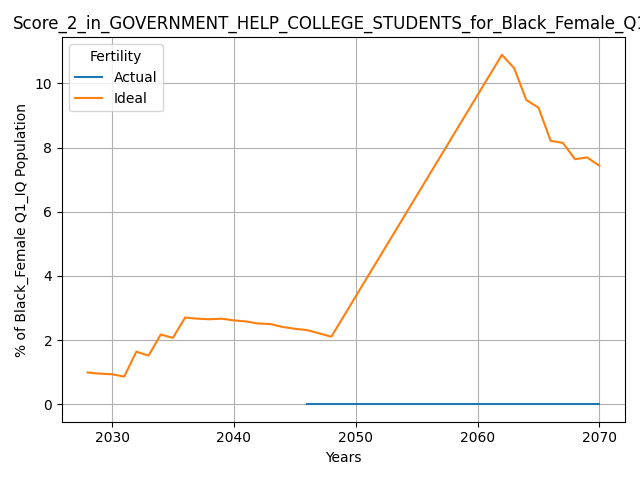 Score_2_in_GOVERNMENT_HELP_COLLEGE_STUDENTS_for_Black_Female_Q1
Fertility
Actual
Ideal
% of Black_Female Q1_IQ Population
10
8
6
4
2
0
2030 2040 2050 2060 2070
Years